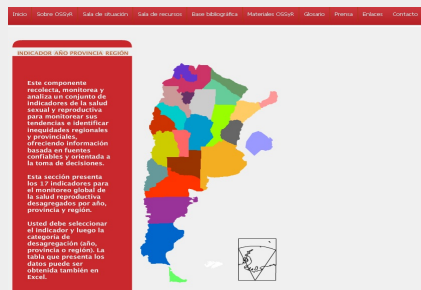 Inicio Sobre OSSyR Sala de situación Sala de recursos Base bibliográfica Materiales OSSyR Glosario Prensa Enlaces Contacto
INDICADOR AÑO PROVINCIA REGIÓN
Este componente
recolecta, monitorea y
analiza un conjunto de
indicadores de la salud
sexual y reproductiva
para monitorear sus
tendencias e identificar
inequidades regionales
y provinciales,
ofreciendo información
basada en fuentes
confiables y orientada a
la toma de decisiones.
Esta sección presenta
los 17 indicadores para
el monitoreo global de
la salud reproductiva
desagregados por año,
provincia y región.
Usted debe seleccionar
el indicador y luego la
categoría de
desagregación (año,
provincia o región). La
tabla que presenta los
datos puede ser
obtenida también en
Excel.